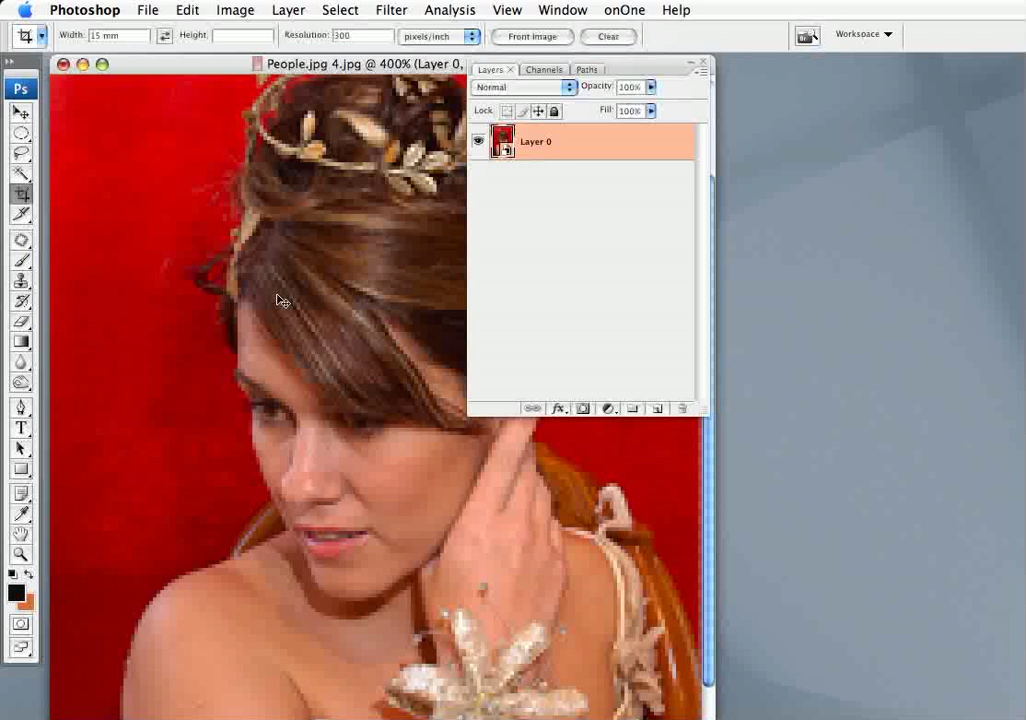 Photoshop File Edit Image Layer Select Filter Analysis View Window onOne Help
Width: 15 mm Height: Resolution: 300 pixels/inch Front Image Clear Workspace
People.jpg 4.jpg @ 400% (Layer 0,
Ps
Layers Channels Paths
Normal Opacity: 100%
Lock: Fill: 100%
Layer 0
fx
T